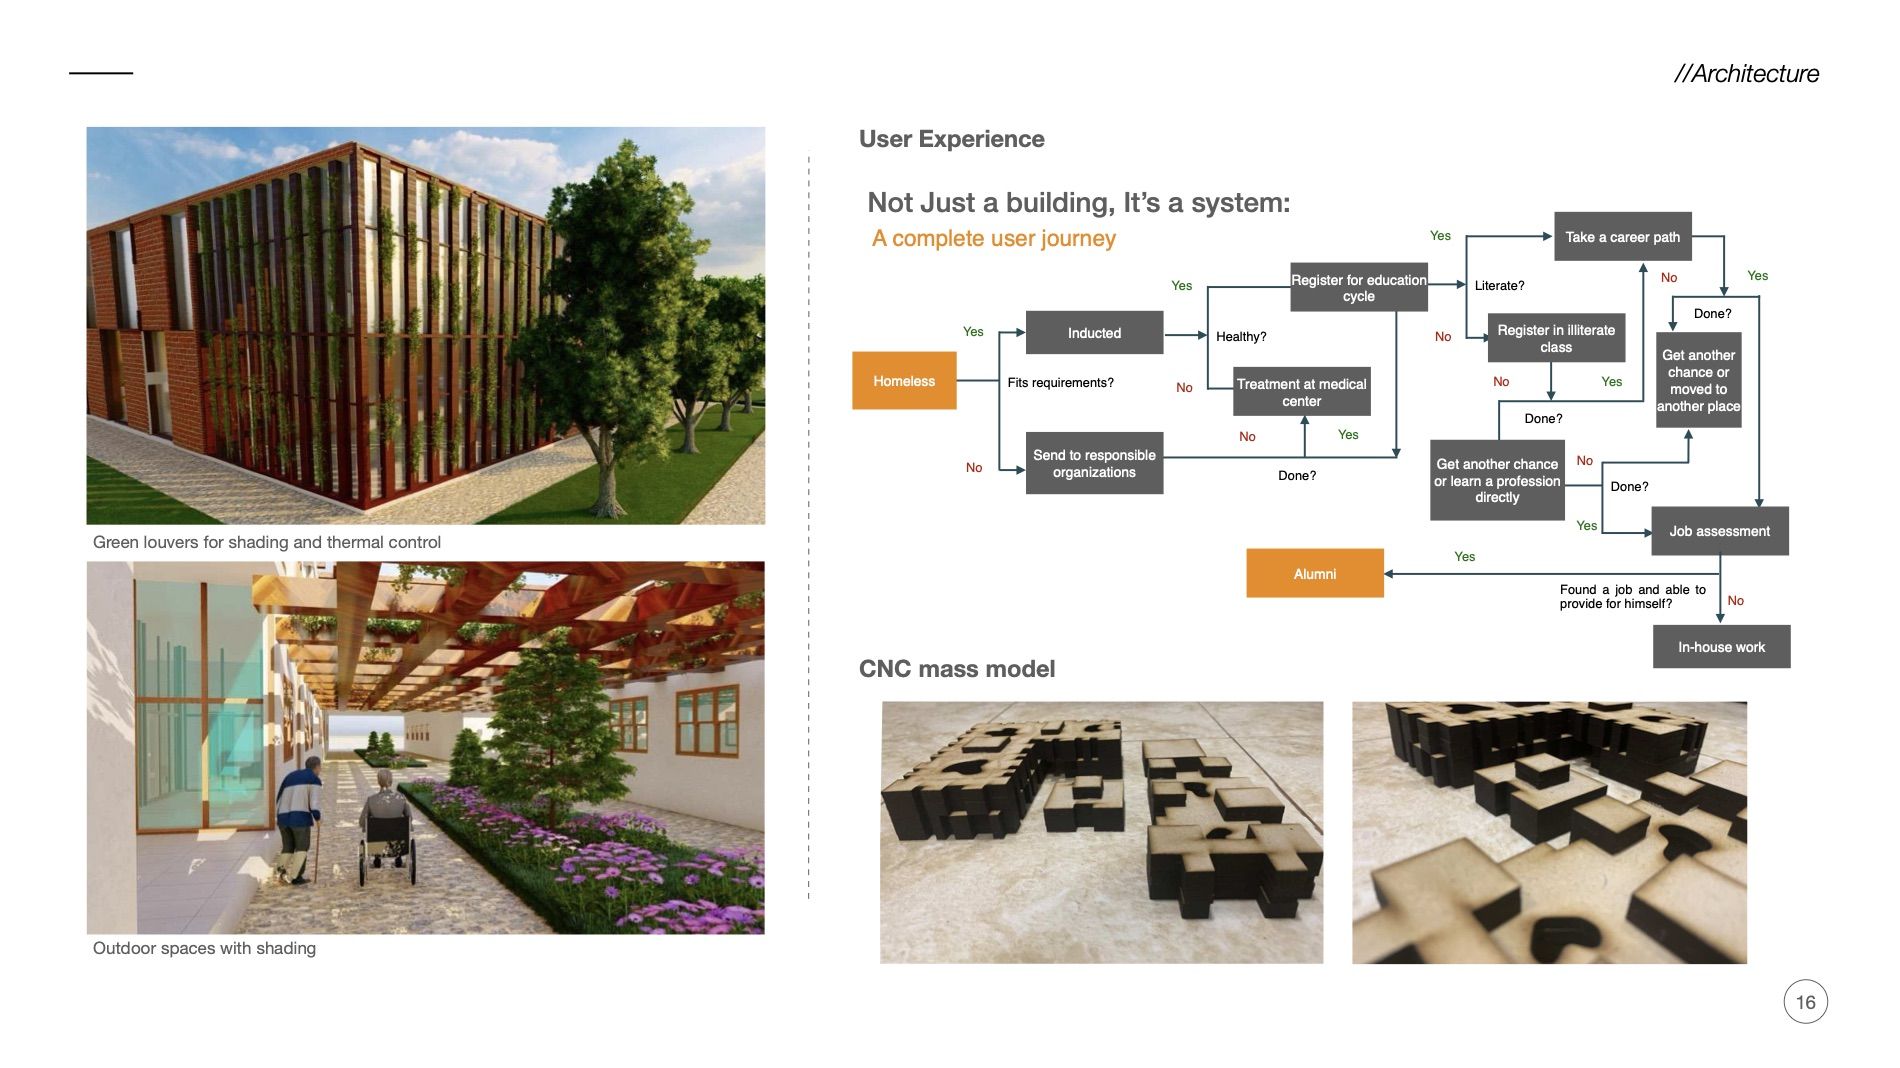 //Architecture
Green louvers for shading and thermal control
Outdoor spaces with shading
User Experience
Not Just a building, It’s a system:
A complete user journey
Homeless
Fits requirements?
Yes
No
Inducted
Send to responsible
organizations
Healthy?
Yes
No
Register for education
cycle
Treatment at medical
center
No
Yes
Done?
Literate?
Yes
No
Take a career path
Register in illiterate
class
No
Yes
Done?
Get another chance
or learn a profession
directly
No
Done?
Yes
No
Yes
Done?
Get another
chance or
moved to
another place
Job assessment
Yes
Found a job and able to
provide for himself?
No
Alumni
In-house work
CNC mass model
16